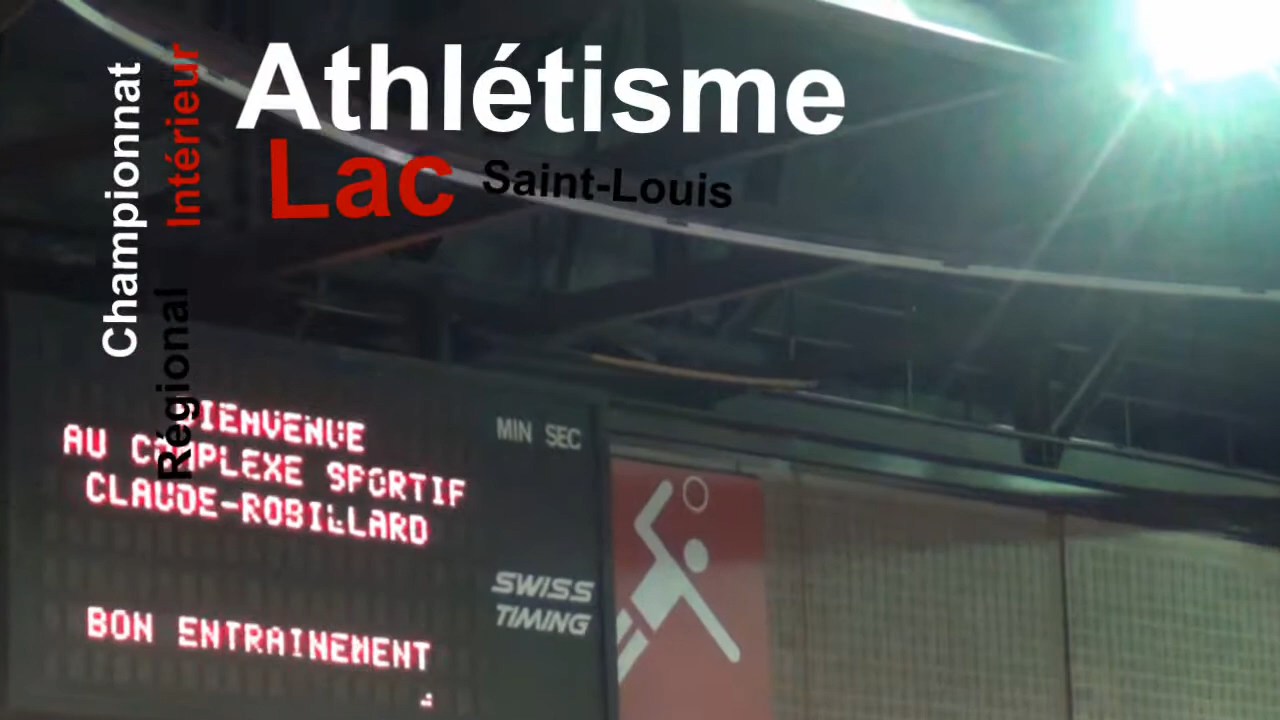 Championnat
Intérieur
Régional
Athlétisme
Lac Saint-Louis
BIENVENUE
AU COMPLEXE SPORTIF
CLAUDE-ROBILLARD
BON ENTRAINEMENT
MIN SEC
SWISS
TIMING